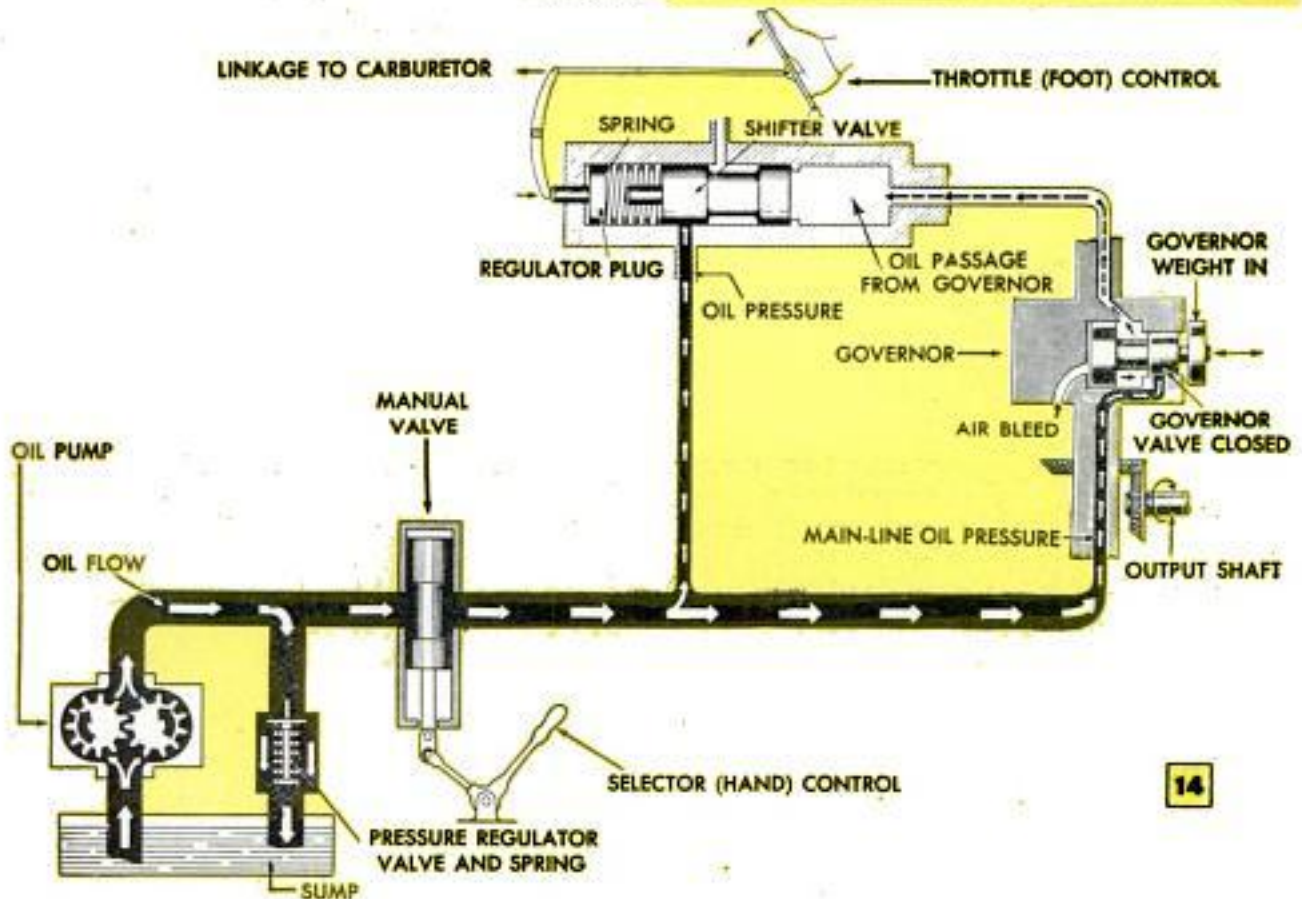 LINKAGE TO CARBURETOR
THROTTLE (FOOT) CONTROL
SPRING
SHIFTER VALVE
REGULATOR PLUG
OIL PASSAGE
FROM GOVERNOR
GOVERNOR
WEIGHT IN
OIL PRESSURE
GOVERNOR
MANUAL
VALVE
AIR BLEED
GOVERNOR
VALVE CLOSED
OIL PUMP
MAIN-LINE OIL PRESSURE
OIL FLOW
OUTPUT SHAFT
SELECTOR (HAND) CONTROL
14
PRESSURE REGULATOR
VALVE AND SPRING
SUMP